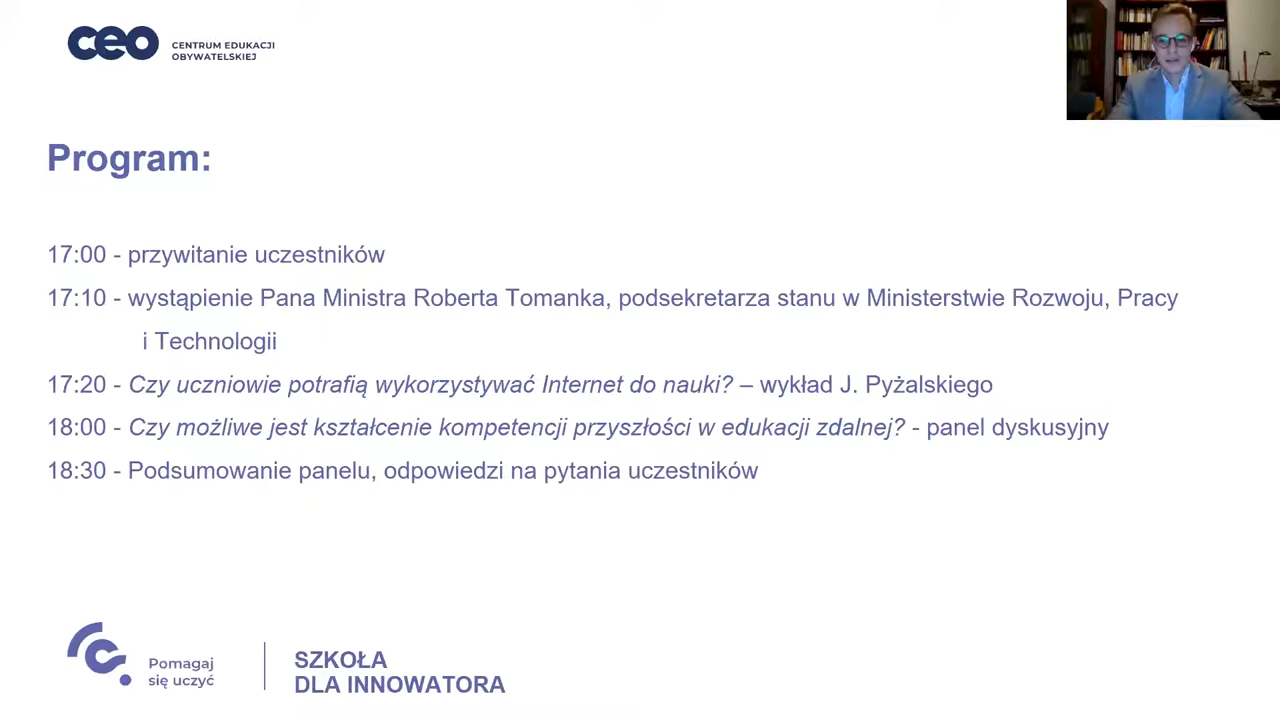 ceo CENTRUM EDUKACJI
OBYWATELSKIEJ
Program:
17:00 - przywitanie uczestników
17:10 - wystąpienie Pana Ministra Roberta Tomanka, podsekretarza stanu w Ministerstwie Rozwoju, Pracy
i Technologii
17:20 - Czy uczniowie potrafią wykorzystywać Internet do nauki? – wykład J. Pyżalskiego
18:00 - Czy możliwe jest kształcenie kompetencji przyszłości w edukacji zdalnej? - panel dyskusyjny
18:30 - Podsumowanie panelu, odpowiedzi na pytania uczestników
Pomagaj
się uczyć
SZKOŁA
DLA INNOWATORA